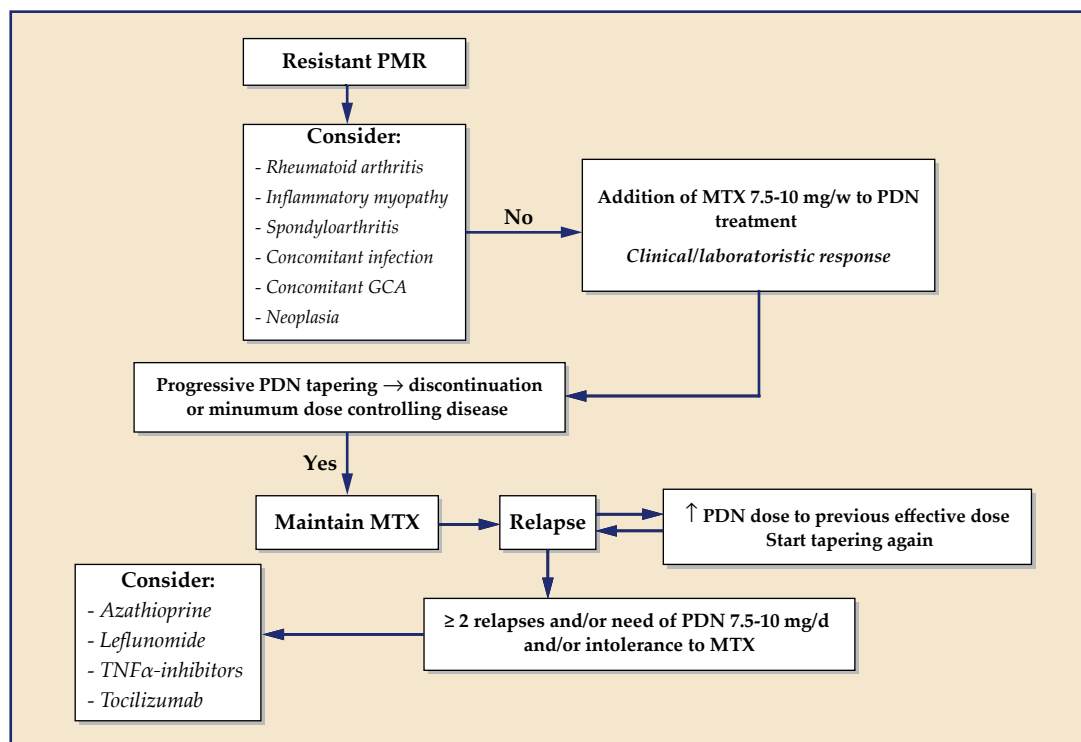 Resistant PMR
Consider:
- Rheumatoid arthritis
- Inflammatory myopathy
- Spondyloarthritis
- Concomitant infection
- Concomitant GCA
- Neoplasia
No
Addition of MTX 7.5-10 mg/w to PDN
treatment
Clinical/laboratoristic response
Progressive PDN tapering → discontinuation
or minumum dose controlling disease
Yes
Maintain MTX
Relapse
↑ PDN dose to previous effective dose
Start tapering again
≥ 2 relapses and/or need of PDN 7.5-10 mg/d
and/or intolerance to MTX
Consider:
- Azathioprine
- Leflunomide
- TNFα-inhibitors
- Tocilizumab